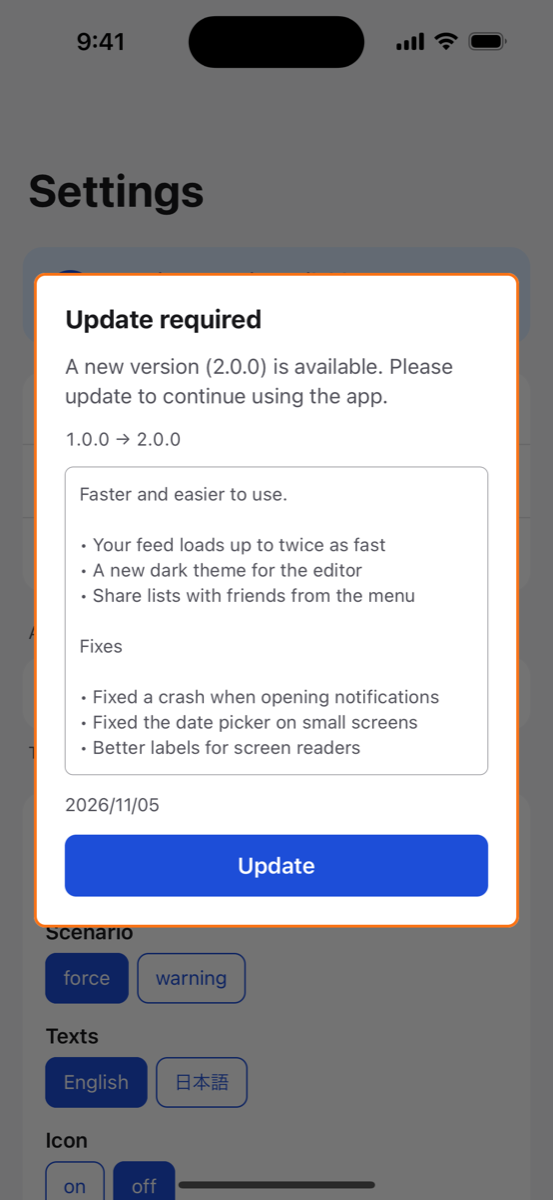 9:41
Settings
Update required
A new version (2.0.0) is available. Please
update to continue using the app.
1.0.0 → 2.0.0
Faster and easier to use.
• Your feed loads up to twice as fast
• A new dark theme for the editor
• Share lists with friends from the menu
Fixes
• Fixed a crash when opening notifications
• Fixed the date picker on small screens
• Better labels for screen readers
2026/11/05
Update
Scenario
force warning
Texts
English 日本語
Icon
on off